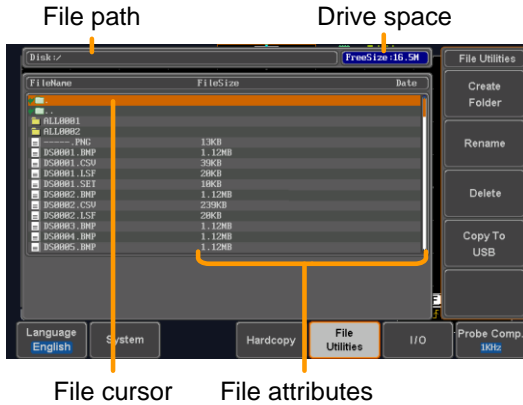 File path
Drive space
Disk:/
FreeSize:16.5M
File Utilities
FileName FileSize Date
.
..
ALL0001
ALL0002
-----.PNG 13KB
DS0001.BMP 1.12MB
DS0001.CSV 39KB
DS0001.LSF 20KB
DS0001.SET 10KB
DS0002.BMP 1.12MB
DS0002.CSV 239KB
DS0002.LSF 20KB
DS0003.BMP 1.12MB
DS0004.BMP 1.12MB
DS0005.BMP 1.12MB
Create Folder
Rename
Delete
Copy To USB
Language English
System
Hardcopy
File Utilities
I/O
Probe Comp.
1KHz
File cursor
File attributes